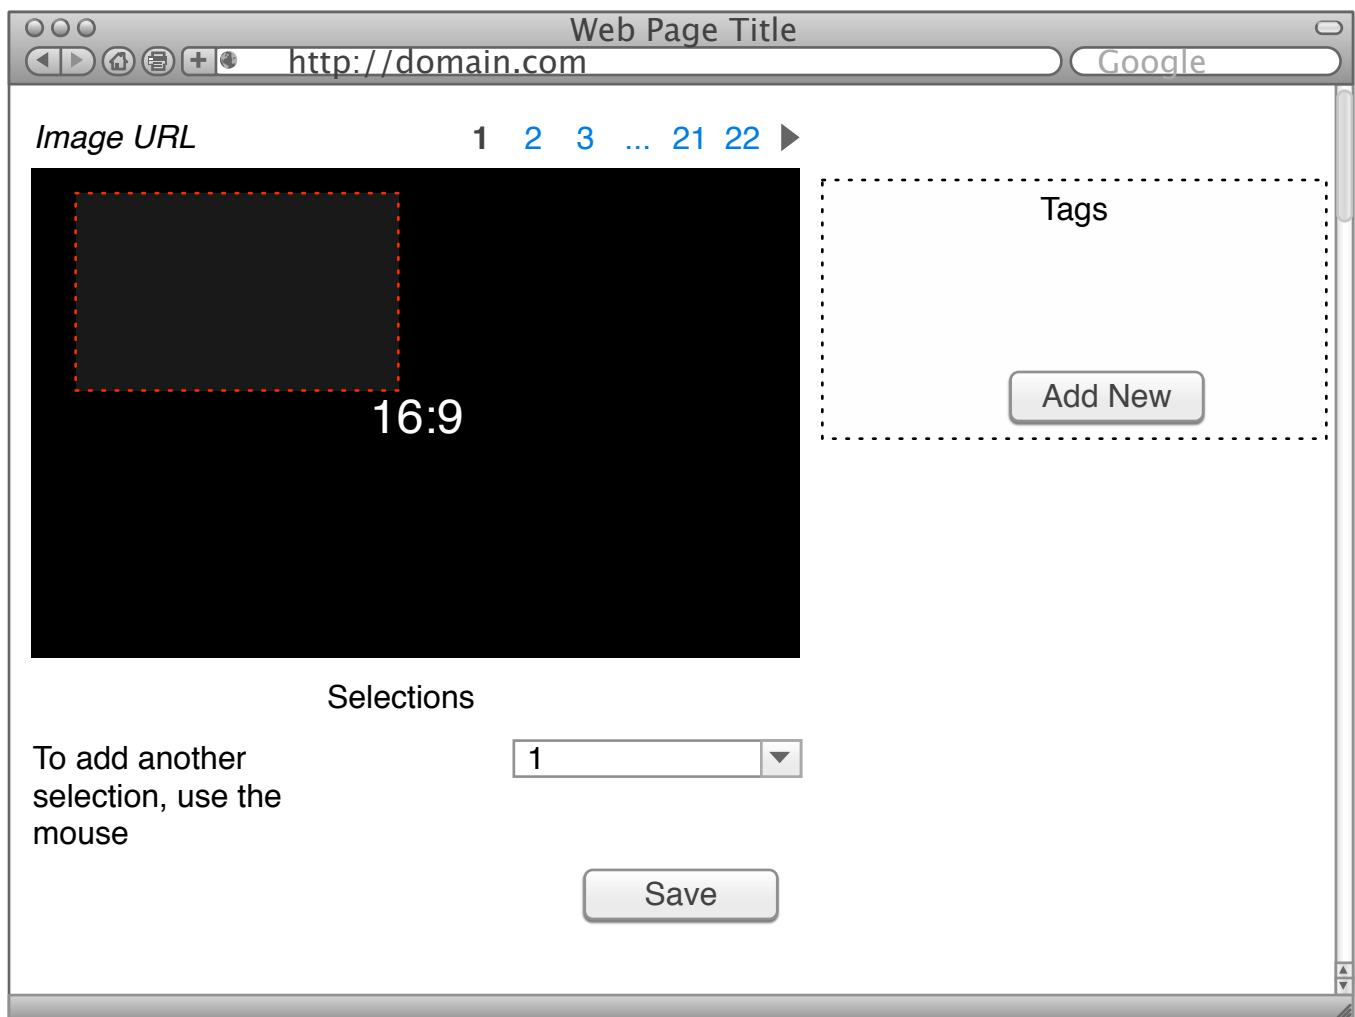 Web Page Title
http://domain.com
Google
Image URL
1 2 3 ... 21 22
Tags
16:9
Add New
Selections
To add another
selection, use the
mouse
1
Save